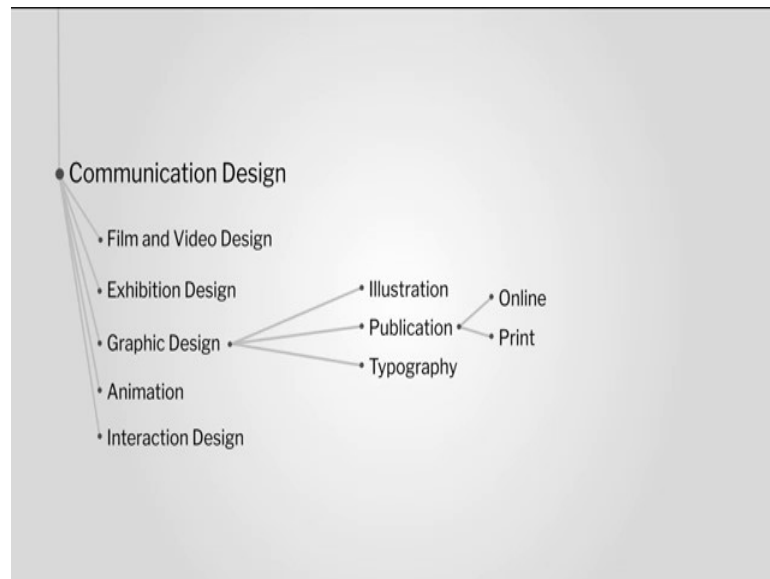 Communication Design
Film and Video Design
Exhibition Design
Graphic Design
Animation
Interaction Design
Illustration
Publication
Typography
Online
Print